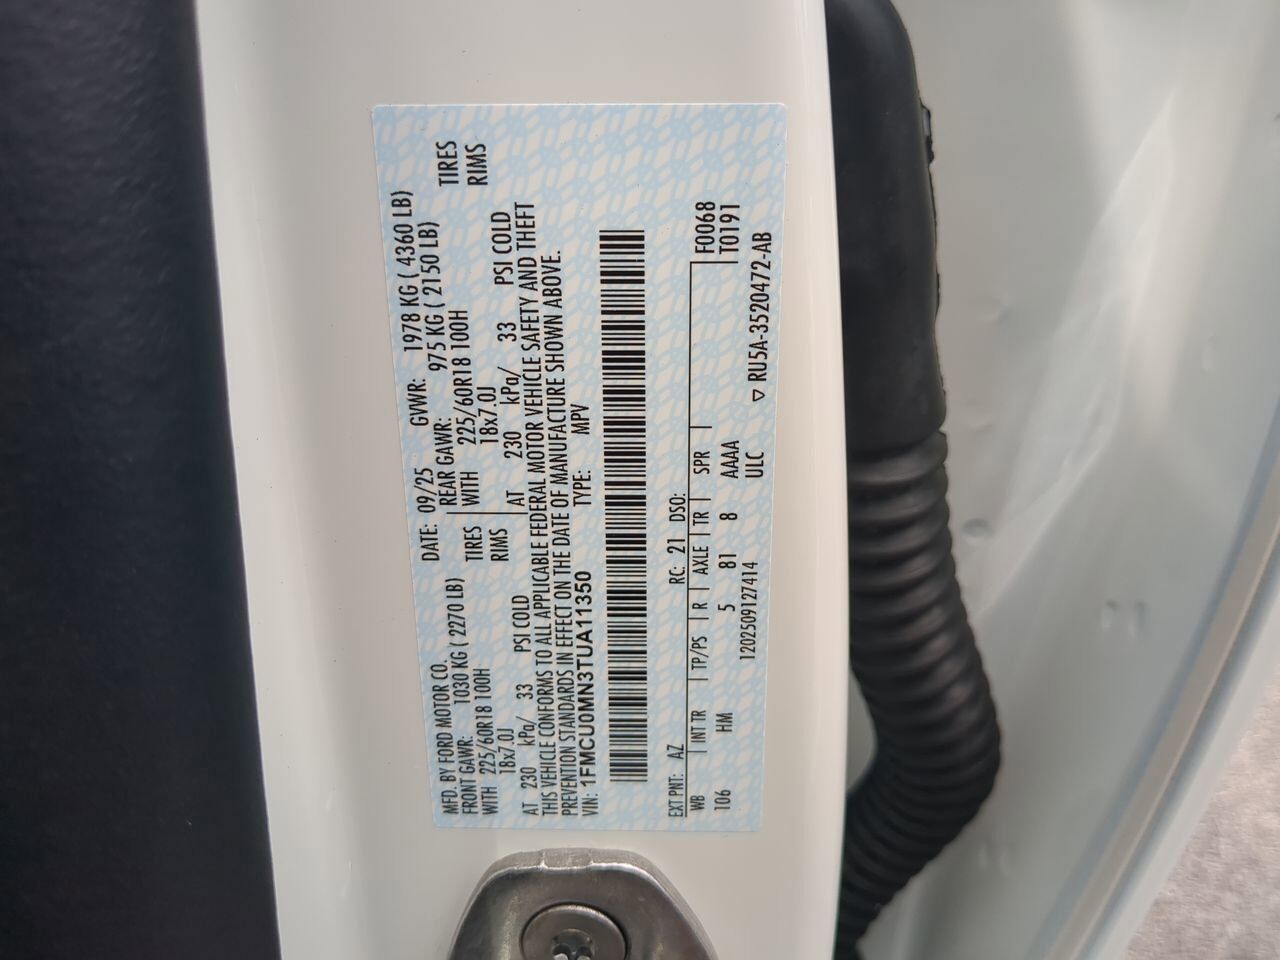 MFD. BY FORD MOTOR CO. DATE: 09/25 GVWR: 1978 KG ( 4360 LB)
FRONT GAWR: 1030 KG ( 2270 LB) REAR GAWR: 975 KG ( 2150 LB)
WITH 225/60R18 100H TIRES WITH 225/60R18 100H TIRES
18x7.0J RIMS 18x7.0J RIMS
AT 230 kPa/ 33 PSI COLD AT 230 kPa/ 33 PSI COLD
THIS VEHICLE CONFORMS TO ALL APPLICABLE FEDERAL MOTOR VEHICLE SAFETY AND THEFT
PREVENTION STANDARDS IN EFFECT ON THE DATE OF MANUFACTURE SHOWN ABOVE.
VIN: 1FMCU0MN3TUA11350 TYPE: MPV
EXT PNT: AZ RC: 21 DSO: F0068
WB INT TR TP/PS R AXLE TR SPR T0191
106 HM 5 81 8 AAAA
120250912 7414 ULC ▽ RU5A-3520472-AB